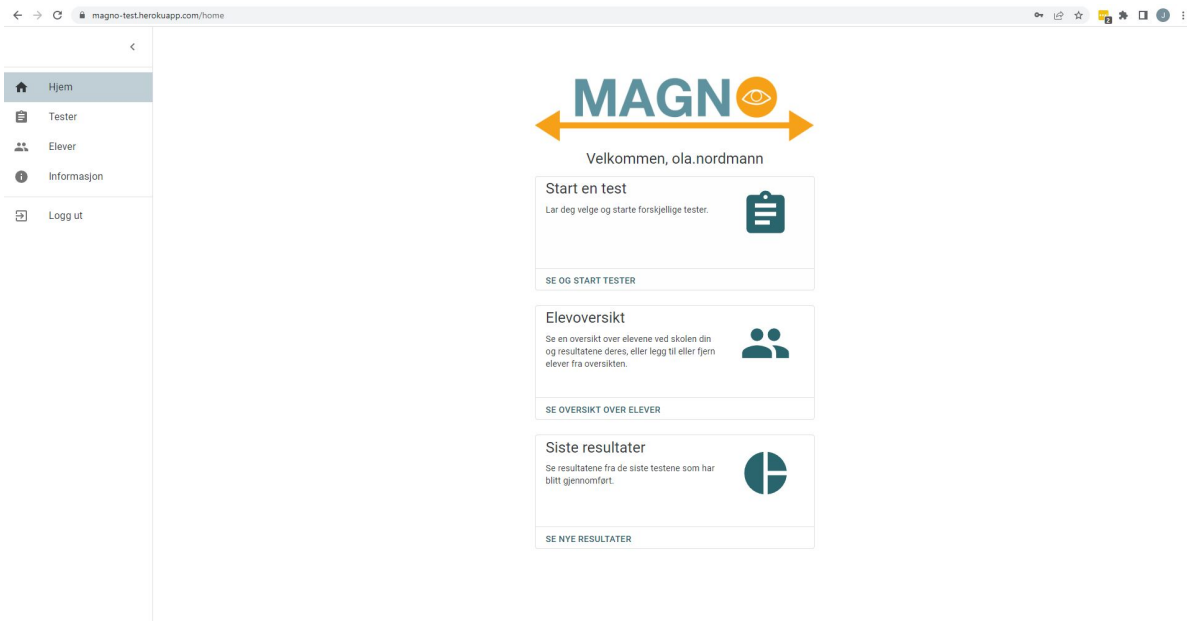 magno-test.herokuapp.com/home
2
J
Hjem
Tester
Elever
Informasjon
Logg ut
MAGNO
Velkommen, ola.nordmann
Start en test
Lar deg velge og starte forskjellige tester.
SE OG START TESTER
Elevoversikt
Se en oversikt over elevene ved skolen din
og resultatene deres, eller legg til eller fjern
elever fra oversikten.
SE OVERSIKT OVER ELEVER
Siste resultater
Se resultatene fra de siste testene som har
blitt gjennomført.
SE NYE RESULTATER